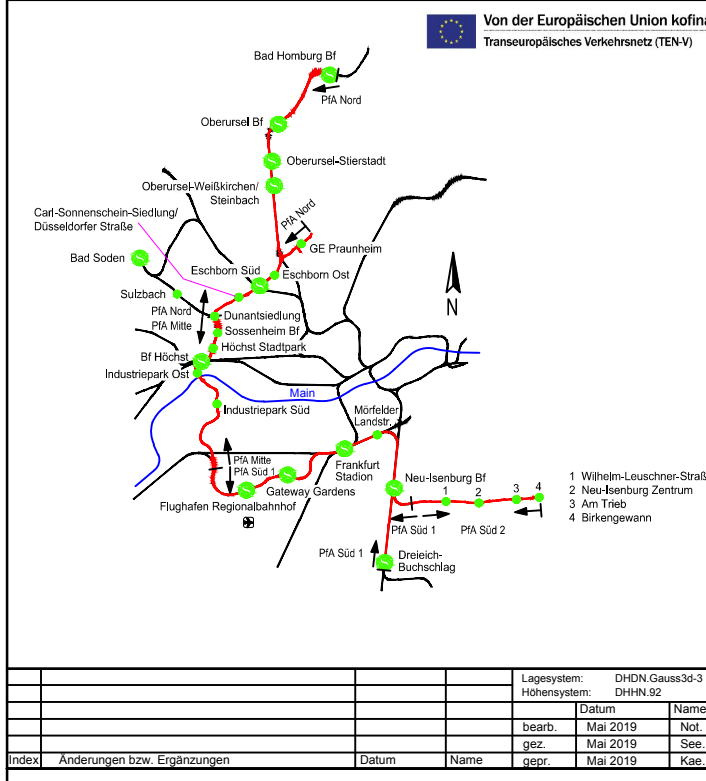 Von der Europäischen Union kofina
Transeuropäisches Verkehrsnetz (TEN-V)
Bad Homburg Bf
PfA Nord
Oberursel Bf
Oberursel-Stierstadt
Oberursel-Weißkirchen/
Steinbach
Carl-Sonnenschein-Siedlung/
Düsseldorfer Straße
PfA Nord
GE Praunheim
Bad Soden
Eschborn Süd
Eschborn Ost
Sulzbach
PfA Nord
PfA Mitte
Dunantsiedlung
Sossenheim Bf
Höchst Stadtpark
N
Bf Höchst
Industriepark Ost
Main
Industriepark Süd
Mörfelder
Landstr.
PfA Mitte
PfA Süd 1
Frankfurt
Stadion
Gateway Gardens
Flughafen Regionalbahnhof
Neu-Isenburg Bf
1 2 3 4
PfA Süd 1
PfA Süd 2
1 Wilhelm-Leuschner-Straß
2 Neu-Isenburg Zentrum
3 Am Trieb
4 Birkengewann
PfA Süd 1
Dreieich-
Buchschlag
Lagesystem: DHDN.Gauss3d-3
Höhensystem: DHHN.92
Datum Name
bearb. Mai 2019 Not.
gez. Mai 2019 See.
Index Änderungen bzw. Ergänzungen Datum Name gepr. Mai 2019 Kae.